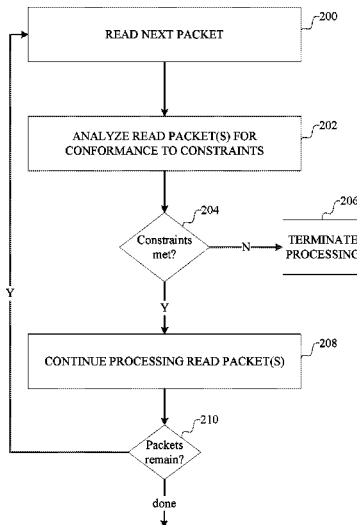 200
READ NEXT PACKET
202
ANALYZE READ PACKET(S) FOR
CONFORMANCE TO CONSTRAINTS
204
206
Constraints
met?
N
TERMINATE
PROCESSING
Y
Y
208
CONTINUE PROCESSING READ PACKET(S)
210
Packets
remain?
done